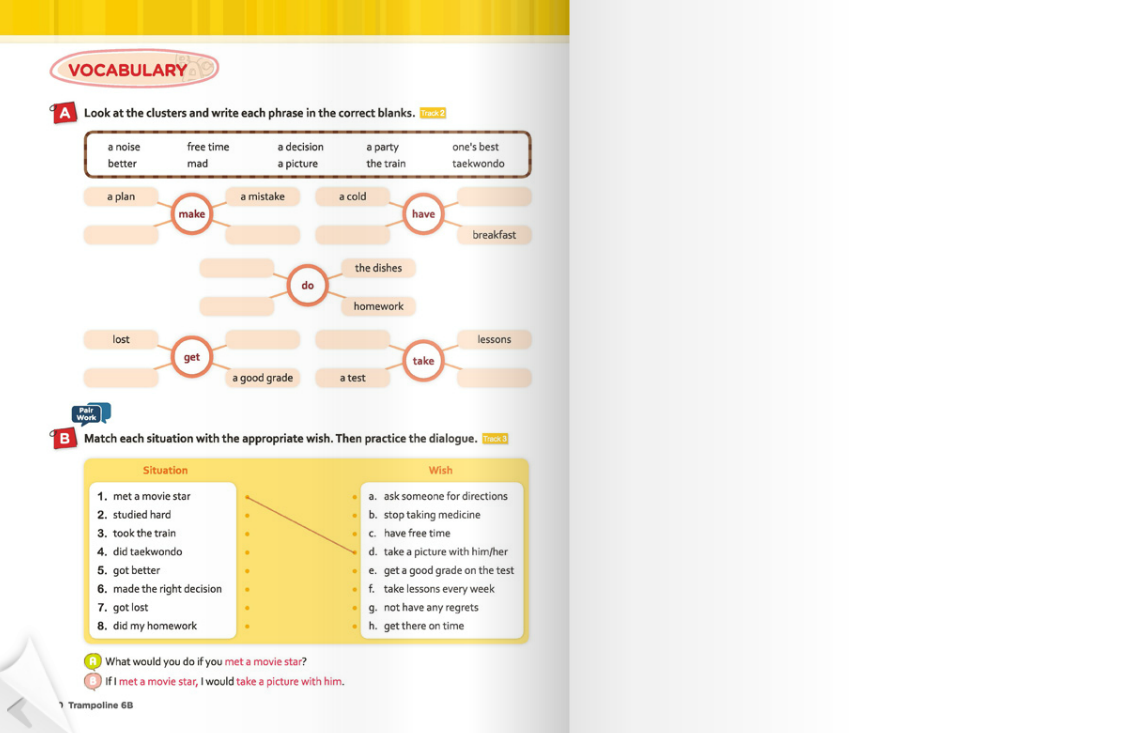 VOCABULARY
A Look at the clusters and write each phrase in the correct blanks. Track 2
a noise free time a decision a party one's best
better mad a picture the train taekwondo
a plan a mistake a cold
make have
breakfast
the dishes
do
homework
lost lessons
get take
a good grade a test
Pair
Work
B Match each situation with the appropriate wish. Then practice the dialogue. Track 3
Situation Wish
1. met a movie star a. ask someone for directions
2. studied hard b. stop taking medicine
3. took the train c. have free time
4. did taekwondo d. take a picture with him/her
5. got better e. get a good grade on the test
6. made the right decision f. take lessons every week
7. got lost g. not have any regrets
8. did my homework h. get there on time
A What would you do if you met a movie star?
B If I met a movie star, I would take a picture with him.
Trampoline 6B